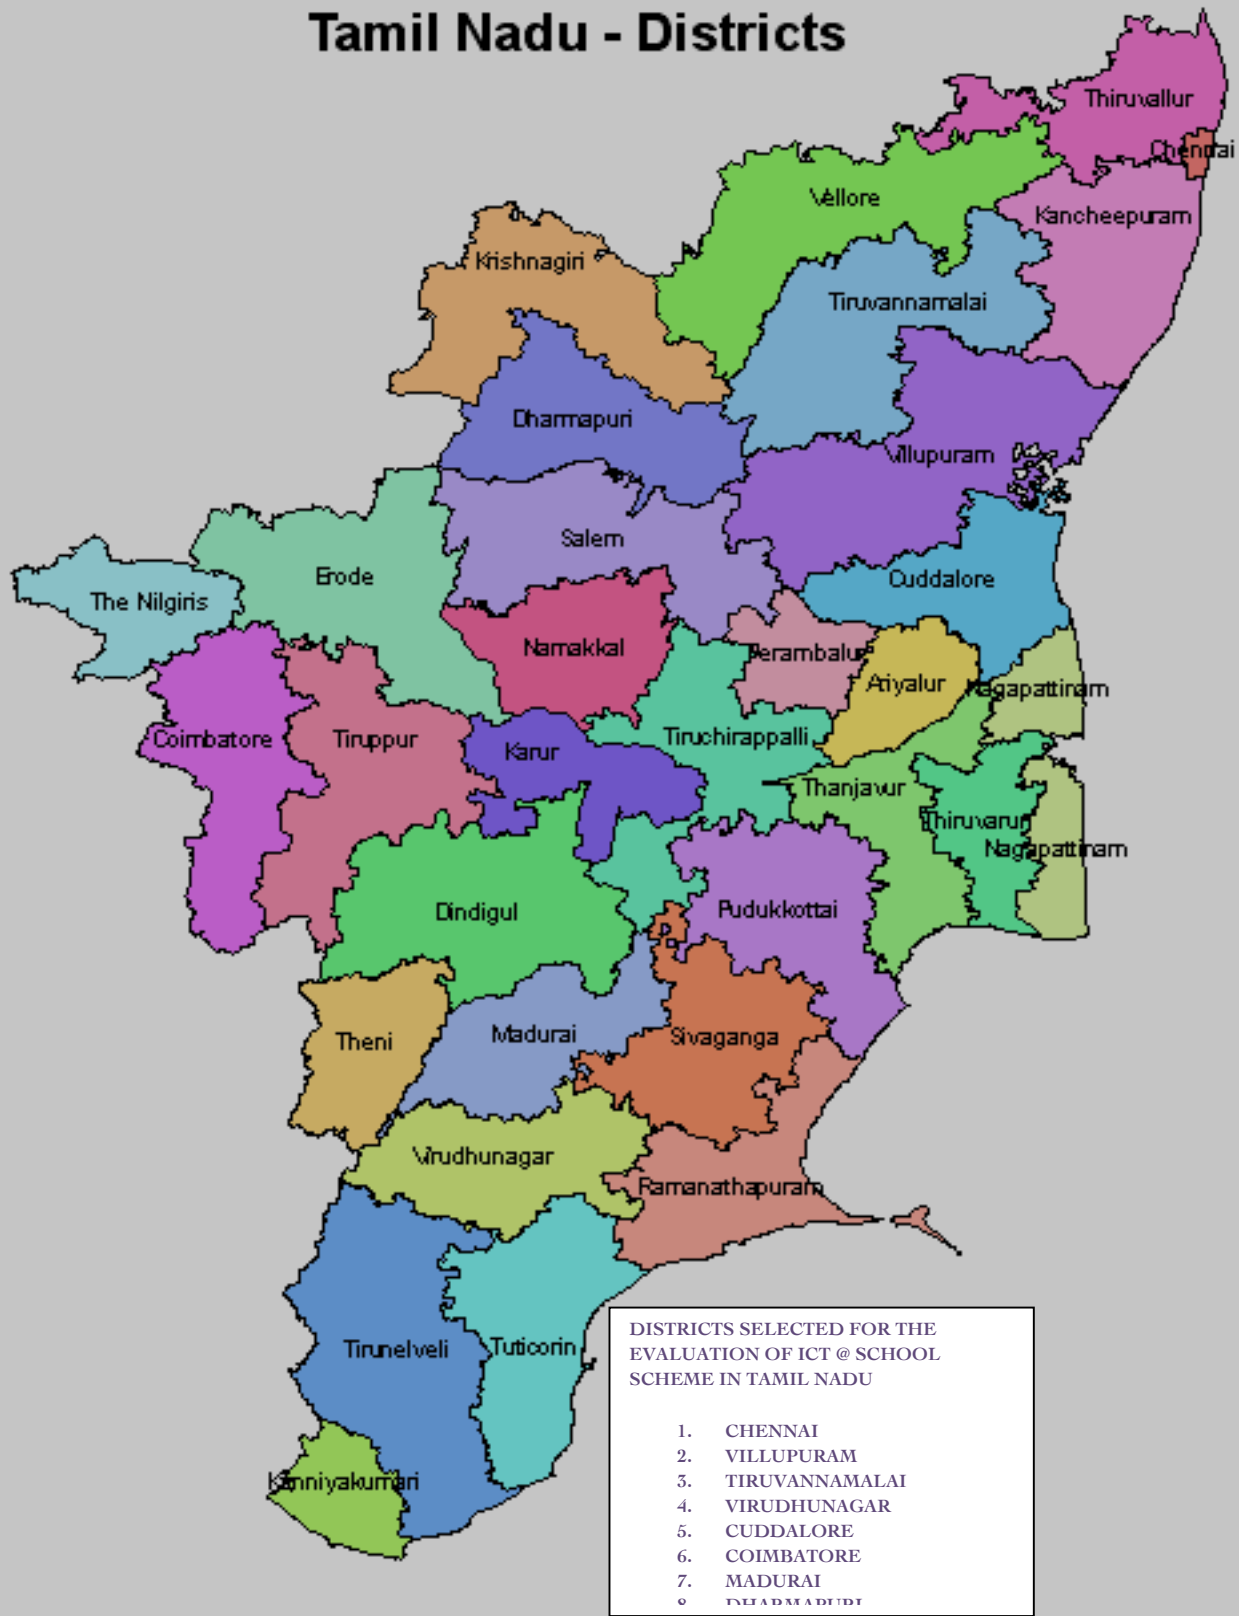 Tamil Nadu - Districts
Thiruvallur
Chennai
Vellore
Kancheepuram
Krishnagiri
Tiruvannamalai
Dharmapuri
Villupuram
Salem
Erode
Cuddalore
The Nilgiris
Namakkal
Perambalur
Ariyalur
Nagapattinam
Coimbatore
Tiruppur
Karur
Tiruchirappalli
Thanjavur
Thiruvarur
Nagapattinam
Dindigul
Pudukkottai
Theni
Madurai
Sivaganga
Virudhunagar
Ramanathapuram
Tirunelveli
Tuticorin
Kanniyakumari
DISTRICTS SELECTED FOR THE
EVALUATION OF ICT @ SCHOOL
SCHEME IN TAMIL NADU
1. CHENNAI
2. VILLUPURAM
3. TIRUVANNAMALAI
4. VIRUDHUNAGAR
5. CUDDALORE
6. COIMBATORE
7. MADURAI
8. DHARMAPURI